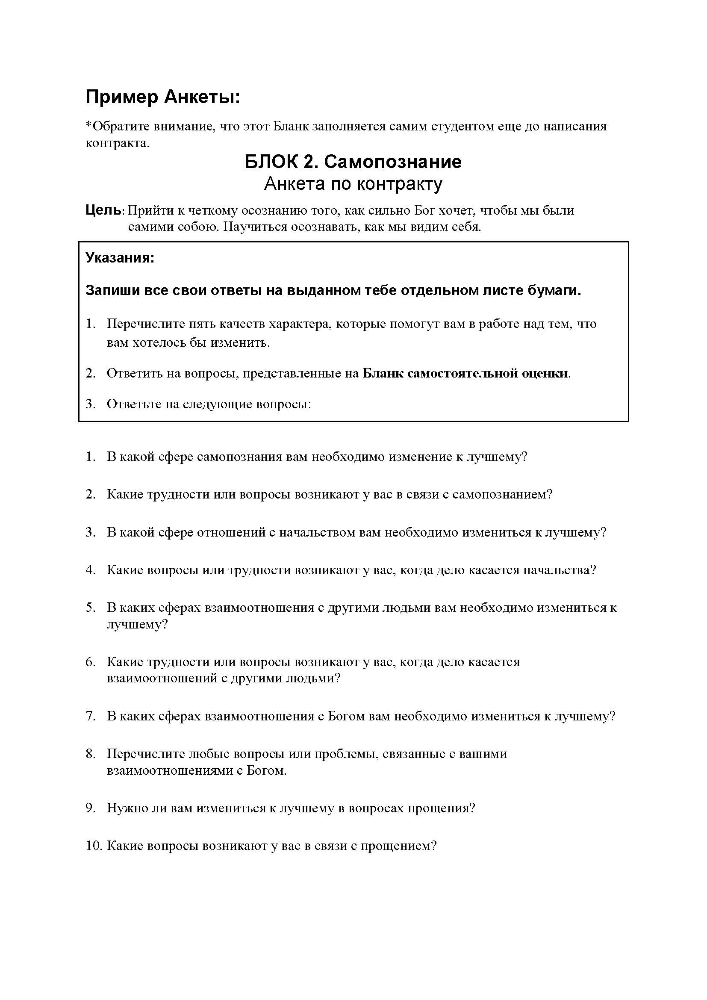 Пример Анкеты:
*Обратите внимание, что этот Бланк заполняется самим студентом еще до написания
контракта.
БЛОК 2. Самопознание
Анкета по контракту
Цель: Прийти к четкому осознанию того, как сильно Бог хочет, чтобы мы были
самими собою. Научиться осознавать, как мы видим себя.
Указания:
Запиши все свои ответы на выданном тебе отдельном листе бумаги.
1. Перечислите пять качеств характера, которые помогут вам в работе над тем, что
вам хотелось бы изменить.
2. Ответить на вопросы, представленные на Бланк самостоятельной оценки.
3. Ответьте на следующие вопросы:
1. В какой сфере самопознания вам необходимо изменение к лучшему?
2. Какие трудности или вопросы возникают у вас в связи с самопознанием?
3. В какой сфере отношений с начальством вам необходимо измениться к лучшему?
4. Какие вопросы или трудности возникают у вас, когда дело касается начальства?
5. В каких сферах взаимоотношения с другими людьми вам необходимо измениться к
лучшему?
6. Какие трудности или вопросы возникают у вас, когда дело касается
взаимоотношений с другими людьми?
7. В каких сферах взаимоотношения с Богом вам необходимо измениться к лучшему?
8. Перечислите любые вопросы или проблемы, связанные с вашими
взаимоотношениями с Богом.
9. Нужно ли вам измениться к лучшему в вопросах прощения?
10. Какие вопросы возникают у вас в связи с прощением?